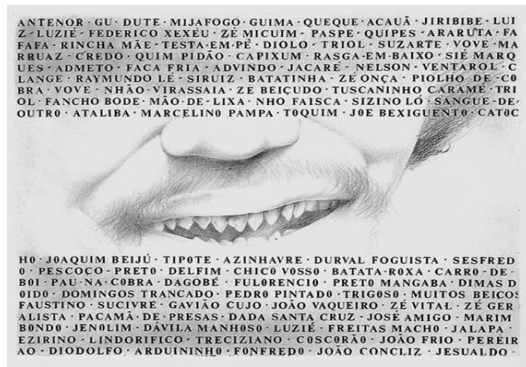 ANTENOR · GU · DUTE · MIJAFOGO · GUIMA · QUEQUE · ACAUÃ · JIRIBIBE · LUI
Z · LUZIÉ · FEDERICO XEXÉU · ZÉ MICUIM · PASPE · QUIPES · ARARUTA · FA
FAFA · RINCHA MÃE · TESTA-EM-PÉ · DIOLO · TRIOL · SUZARTE · VOVE · MA
RRUAZ · CREDO · QUIM PIDÃO · CAPIXUM · RASGA-EM-BAIXO · SIÉ MARQ
UES · ADMETO · FACA FRIA · ADVINDO · JACARÉ · NELSON · VENTAROL · C
LANGE · RAYMUNDO LÉ · SIRUIZ · BATATINHA · ZÉ ONÇA · PIOLHO DE · CO
BRA · VOVE · NHÃO-VIRASSAIA · ZE BEIÇUDO · TUSCANINHO CARAMÉ · TRI
OL · FANCHO BODE · MÃO-DE-LIXA · NHO FAISCA · SIZINO LÓ · SANGUE-DE-
OUTRO · ATALIBA · MARCELINO PAMPA · TOQUIM · JOE BEXIGUENTO · CATOC
HO · JOAQUIM BEIJÚ · TIPOTE · AZINHAVRE · DURVAL FOGUISTA · SESFRED
O · PESCOCO-PRETO · DELFIM · CHICO VOSSO · BATATA-ROXA · CARRO-DE-
BOI · PAU-NA-COBRA · DAGOBÉ · FULORENCIO · PRETO MANGABA · DIMAS D
OIDO · DOMINGOS TRANCADO · PEDRO PINTADO · TRIGOSO · MUITOS BEIÇOS
FAUSTINO · SUCIVRE · GAVIÃO CUJO · JOÃO VAQUEIRO · ZÉ VITAL · ZÉ GER
ALISTA · PACAMÃ-DE-PRESAS · DADA SANTA CRUZ · JOSÉ AMIGO · MARIM
BONDO · JENOLIM · DÁVILA MANHOSO · LUZIÉ · FREITAS MACHO · JALAPA ·
EZIRINO · LINDORIFICO · TRECIZIANO · COSCORÃO · JOÃO FRIO · PEREIR
AO · DIODOLFO · ARDUININHO · FONFREDO · JOÃO CONCLIZ · JESUALDO ·